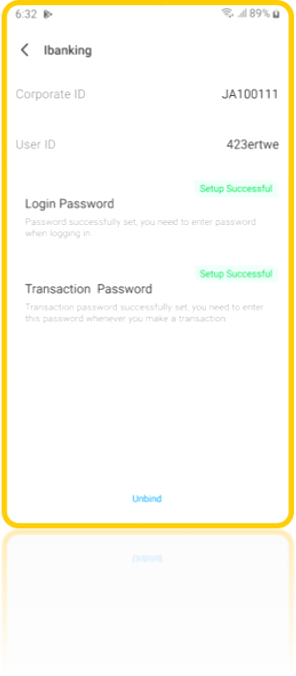 6:32 89%
Ibanking
Corporate ID JA100111
User ID 423ertwe
Setup Successful
Login Password
Password successfully set, you need to enter password
when logging in
Setup Successful
Transaction Password
Transaction password successfully set, you need to enter
this password whenever you make a transaction
Unbind